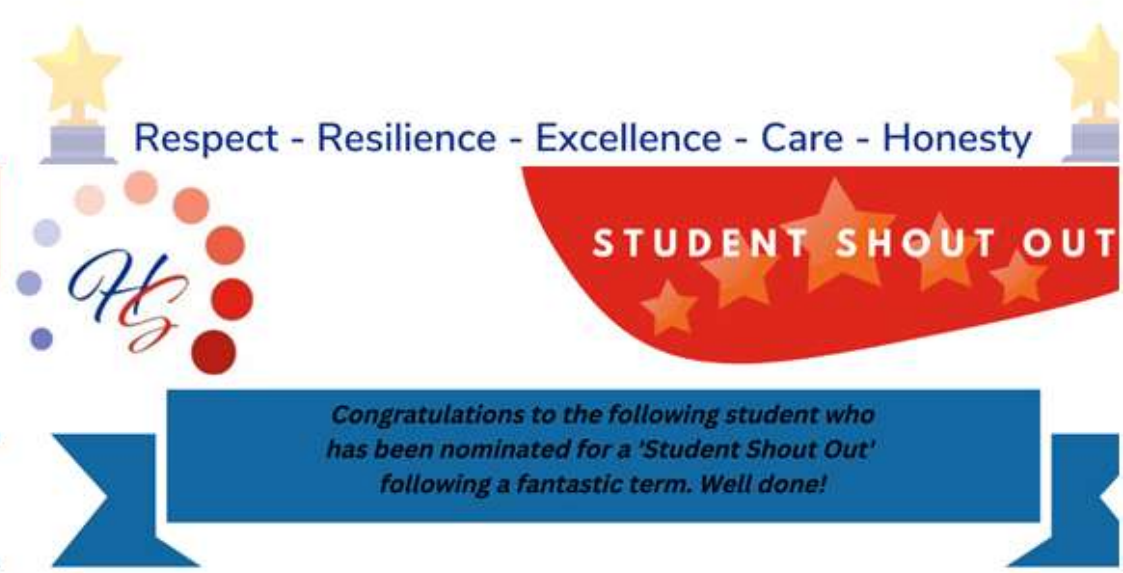 Respect - Resilience - Excellence - Care - Honesty
HS
STUDENT SHOUT OUT
Congratulations to the following student who
has been nominated for a 'Student Shout Out'
following a fantastic term. Well done!